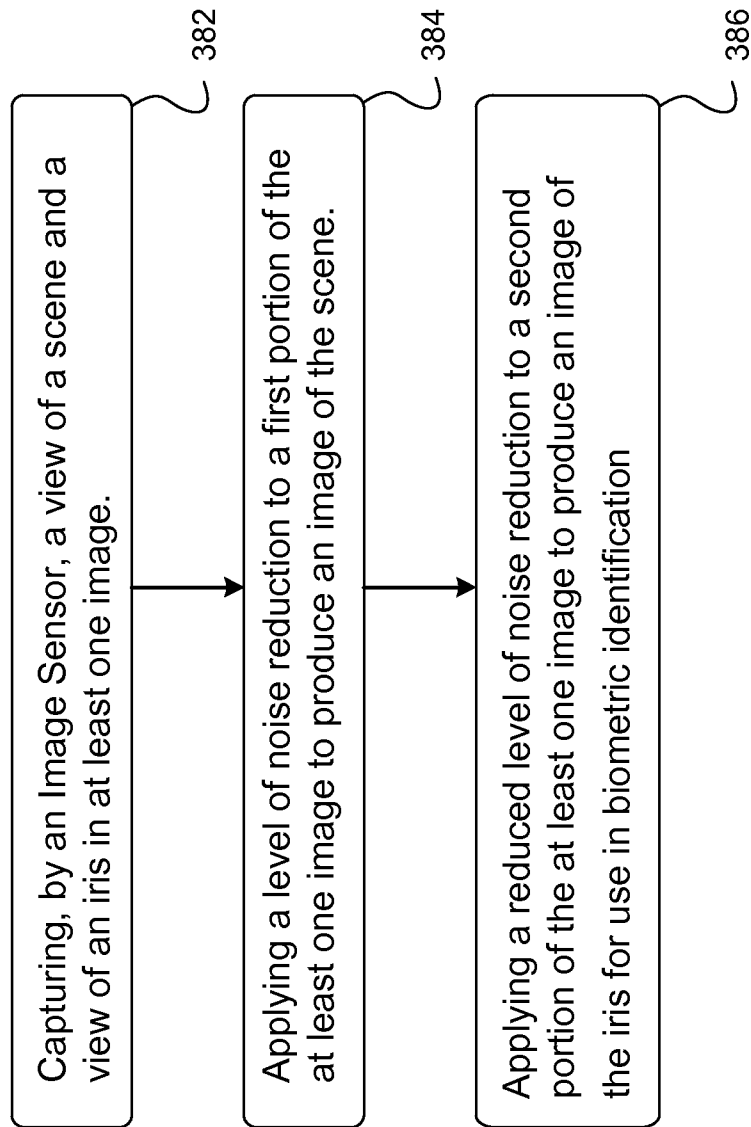 Capturing, by an Image Sensor, a view of a scene and a
view of an iris in at least one image.
382
Applying a level of noise reduction to a first portion of the
at least one image to produce an image of the scene.
384
Applying a reduced level of noise reduction to a second
portion of the at least one image to produce an image of
the iris for use in biometric identification
386